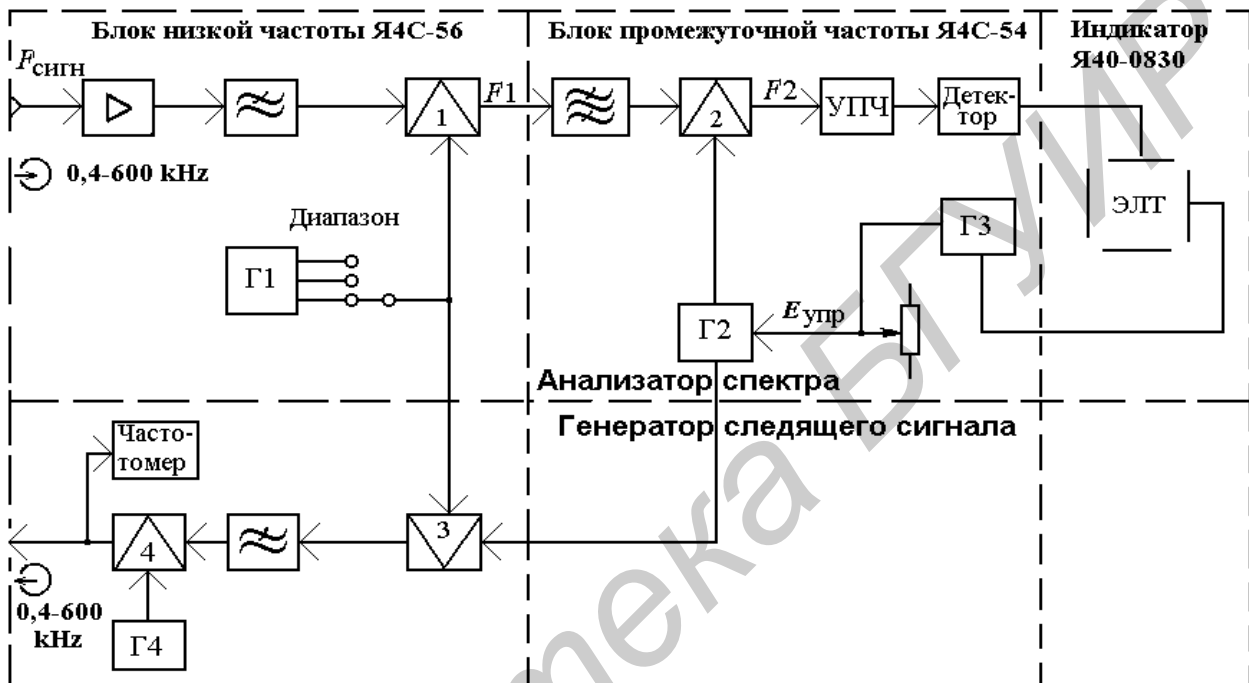 Блок низкой частоты Я4С-56
Блок промежуточной частоты Я4С-54
Индикатор
Я40-0830
Fсигн
1
F1
2
F2
УПЧ
Детек-
тор
0,4-600 kHz
Диапазон
Г1
Г2
Eупр
Г3
ЭЛТ
Анализатор спектра
Генератор следящего сигнала
Часто-
томер
4
3
0,4-600
kHz
Г4
тека БГУИР